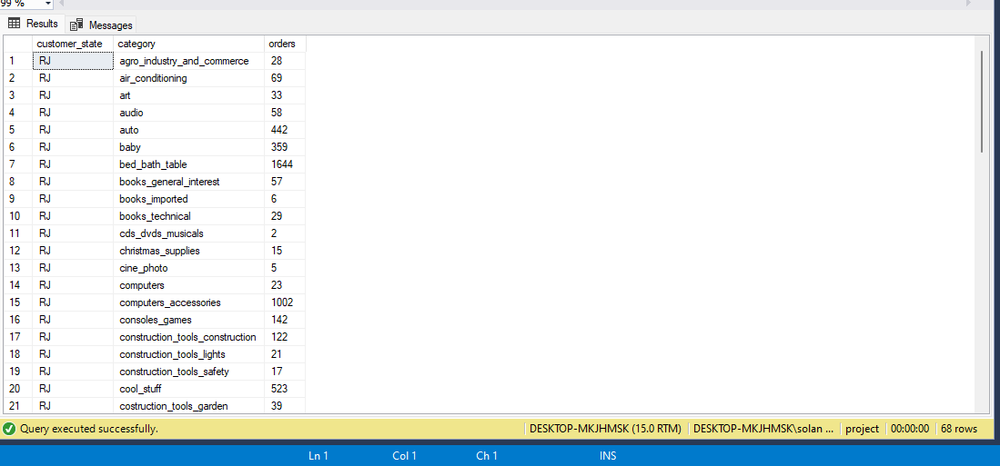 99 %
Results Messages
customer_state category orders
1 RJ agro_industry_and_commerce 28
2 RJ air_conditioning 69
3 RJ art 33
4 RJ audio 58
5 RJ auto 442
6 RJ baby 359
7 RJ bed_bath_table 1644
8 RJ books_general_interest 57
9 RJ books_imported 6
10 RJ books_technical 29
11 RJ cds_dvds_musicals 2
12 RJ christmas_supplies 15
13 RJ cine_photo 5
14 RJ computers 23
15 RJ computers_accessories 1002
16 RJ consoles_games 142
17 RJ construction_tools_construction 122
18 RJ construction_tools_lights 21
19 RJ construction_tools_safety 17
20 RJ cool_stuff 523
21 RJ costruction_tools_garden 39
Query executed successfully. DESKTOP-MKJHMSK (15.0 RTM) DESKTOP-MKJHMSK\solan ... project 00:00:00 68 rows
Ln 1 Col 1 Ch 1 INS